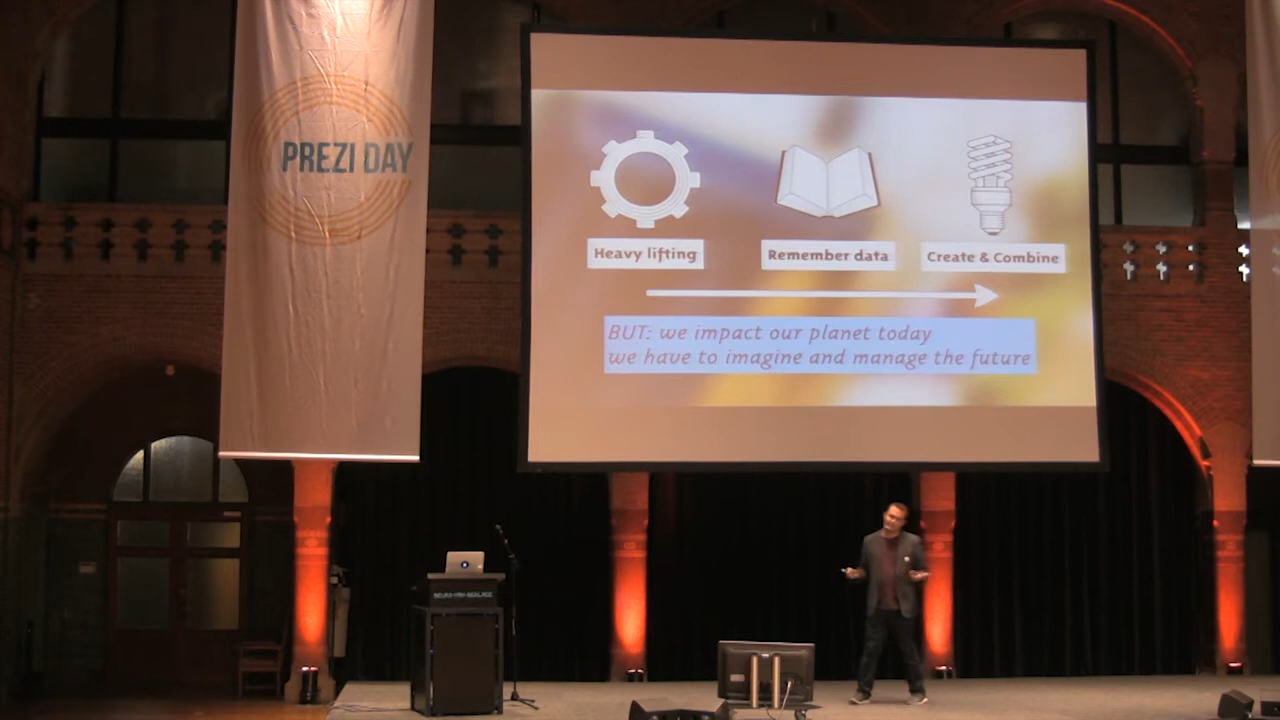 PREZI DAY
Heavy lifting
Remember data
Create & Combine
BUT: we impact our planet today
we have to imagine and manage the future